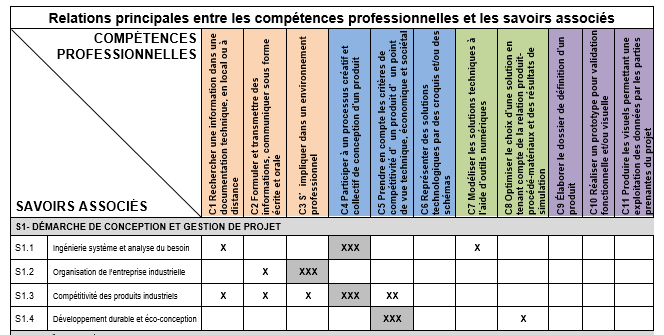 Relations principales entre les compétences professionnelles et les savoirs associés
COMPÉTENCES
PROFESSIONNELLES
SAVOIRS ASSOCIÉS
C1 Rechercher une information dans une
documentation technique, en local ou à
distance
C2 Formuler et transmettre des
informations, communiquer sous forme
écrite et orale
C3 S' impliquer dans un environnement
professionnel
C4 Participer à un processus créatif et
collectif de conception d'un produit
C5 Prendre en compte les critères de
compétitivité d' un produit d' un point
de vue technique, économique et sociétal
C6 Représenter des solutions
technologiques par des croquis et/ou des
schémas
C7 Modéliser les solutions techniques à
l'aide d'outils numériques
C8 Optimiser le choix d'une solution en
tenant compte de la relation produit-
procédé-matériaux et des résultats de
simulation
C9 Élaborer le dossier de définition d'un
produit
C10 Réaliser un prototype pour validation
fonctionnelle et/ou visuelle
C11 Produire les visuels permettant une
exploitation des données par les parties
prenantes du projet
S1- DÉMARCHE DE CONCEPTION ET GESTION DE PROJET
S1.1 Ingénierie système et analyse du besoin X XXX X
S1.2 Organisation de l'entreprise industrielle X XXX
S1.3 Compétitivité des produits industriels X X X XXX XX
S1.4 Développement durable et éco-conception XXX X